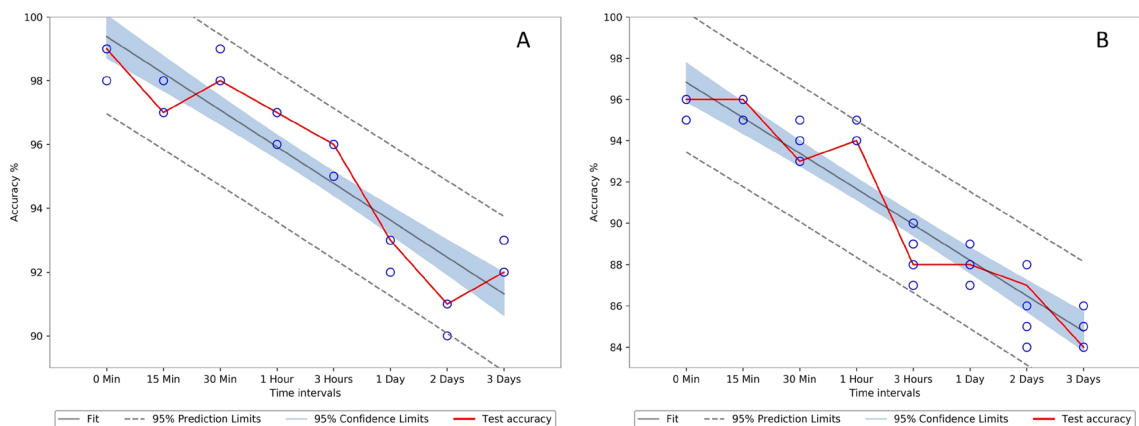 A
Accuracy %
100
98
96
94
92
90
0 Min 15 Min 30 Min 1 Hour 3 Hours 1 Day 2 Days 3 Days
Time intervals
Fit 95% Prediction Limits 95% Confidence Limits Test accuracy
B
Accuracy %
100
98
96
94
92
90
88
86
84
0 Min 15 Min 30 Min 1 Hour 3 Hours 1 Day 2 Days 3 Days
Time intervals
Fit 95% Prediction Limits 95% Confidence Limits Test accuracy